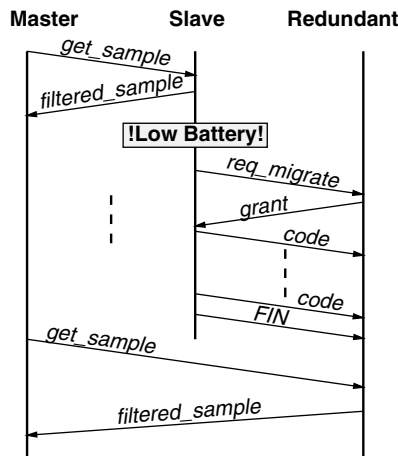 Master Slave Redundant
get_sample
filtered_sample
!Low Battery!
req_migrate
grant
code
code
FIN
get_sample
filtered_sample